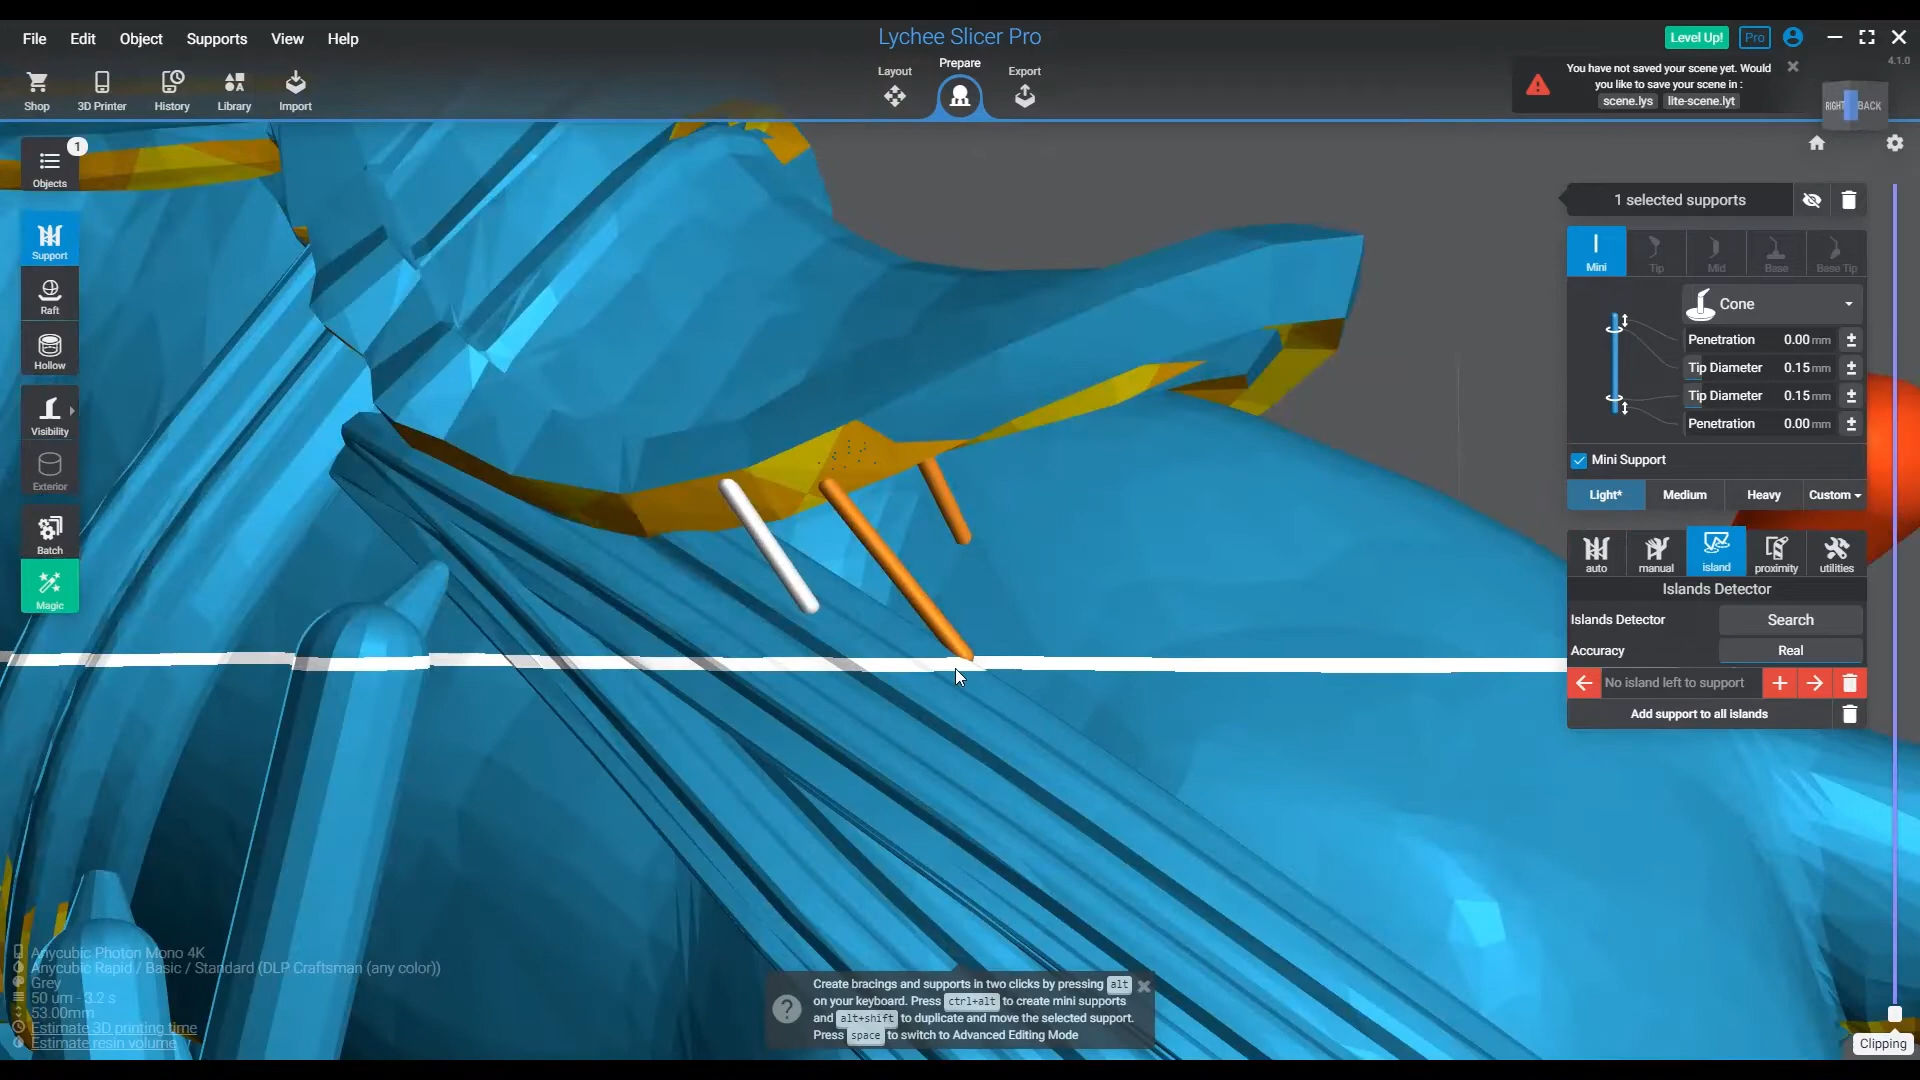 File Edit Object Supports View Help
Lychee Slicer Pro
Level Up! Pro
4.1.0
Shop 3D Printer History Library Import
Layout Prepare Export
You have not saved your scene yet. Would
you like to save your scene in :
scene.lys lite-scene.lyt
RIGHT BACK
1
Objects
Support
Raft
Hollow
Visibility
Exterior
Batch
Magic
1 selected supports
Mini Tip Mid Base Base Tip
Cone
Penetration 0.00 mm
Tip Diameter 0.15 mm
Tip Diameter 0.15 mm
Penetration 0.00 mm
Mini Support
Light* Medium Heavy Custom
auto manual island proximity utilities
Islands Detector
Islands Detector Search
Accuracy Real
No island left to support
Add support to all islands
Anycubic Photon Mono 4K
Anycubic Rapid / Basic / Standard (DLP Craftsman (any color))
Grey
50 um - 3.2 s
53.00mm
Estimate 3D printing time
Estimate resin volume
? Create bracings and supports in two clicks by pressing alt
on your keyboard. Press ctrl+alt to create mini supports
and alt+shift to duplicate and move the selected support.
Press space to switch to Advanced Editing Mode
Clipping